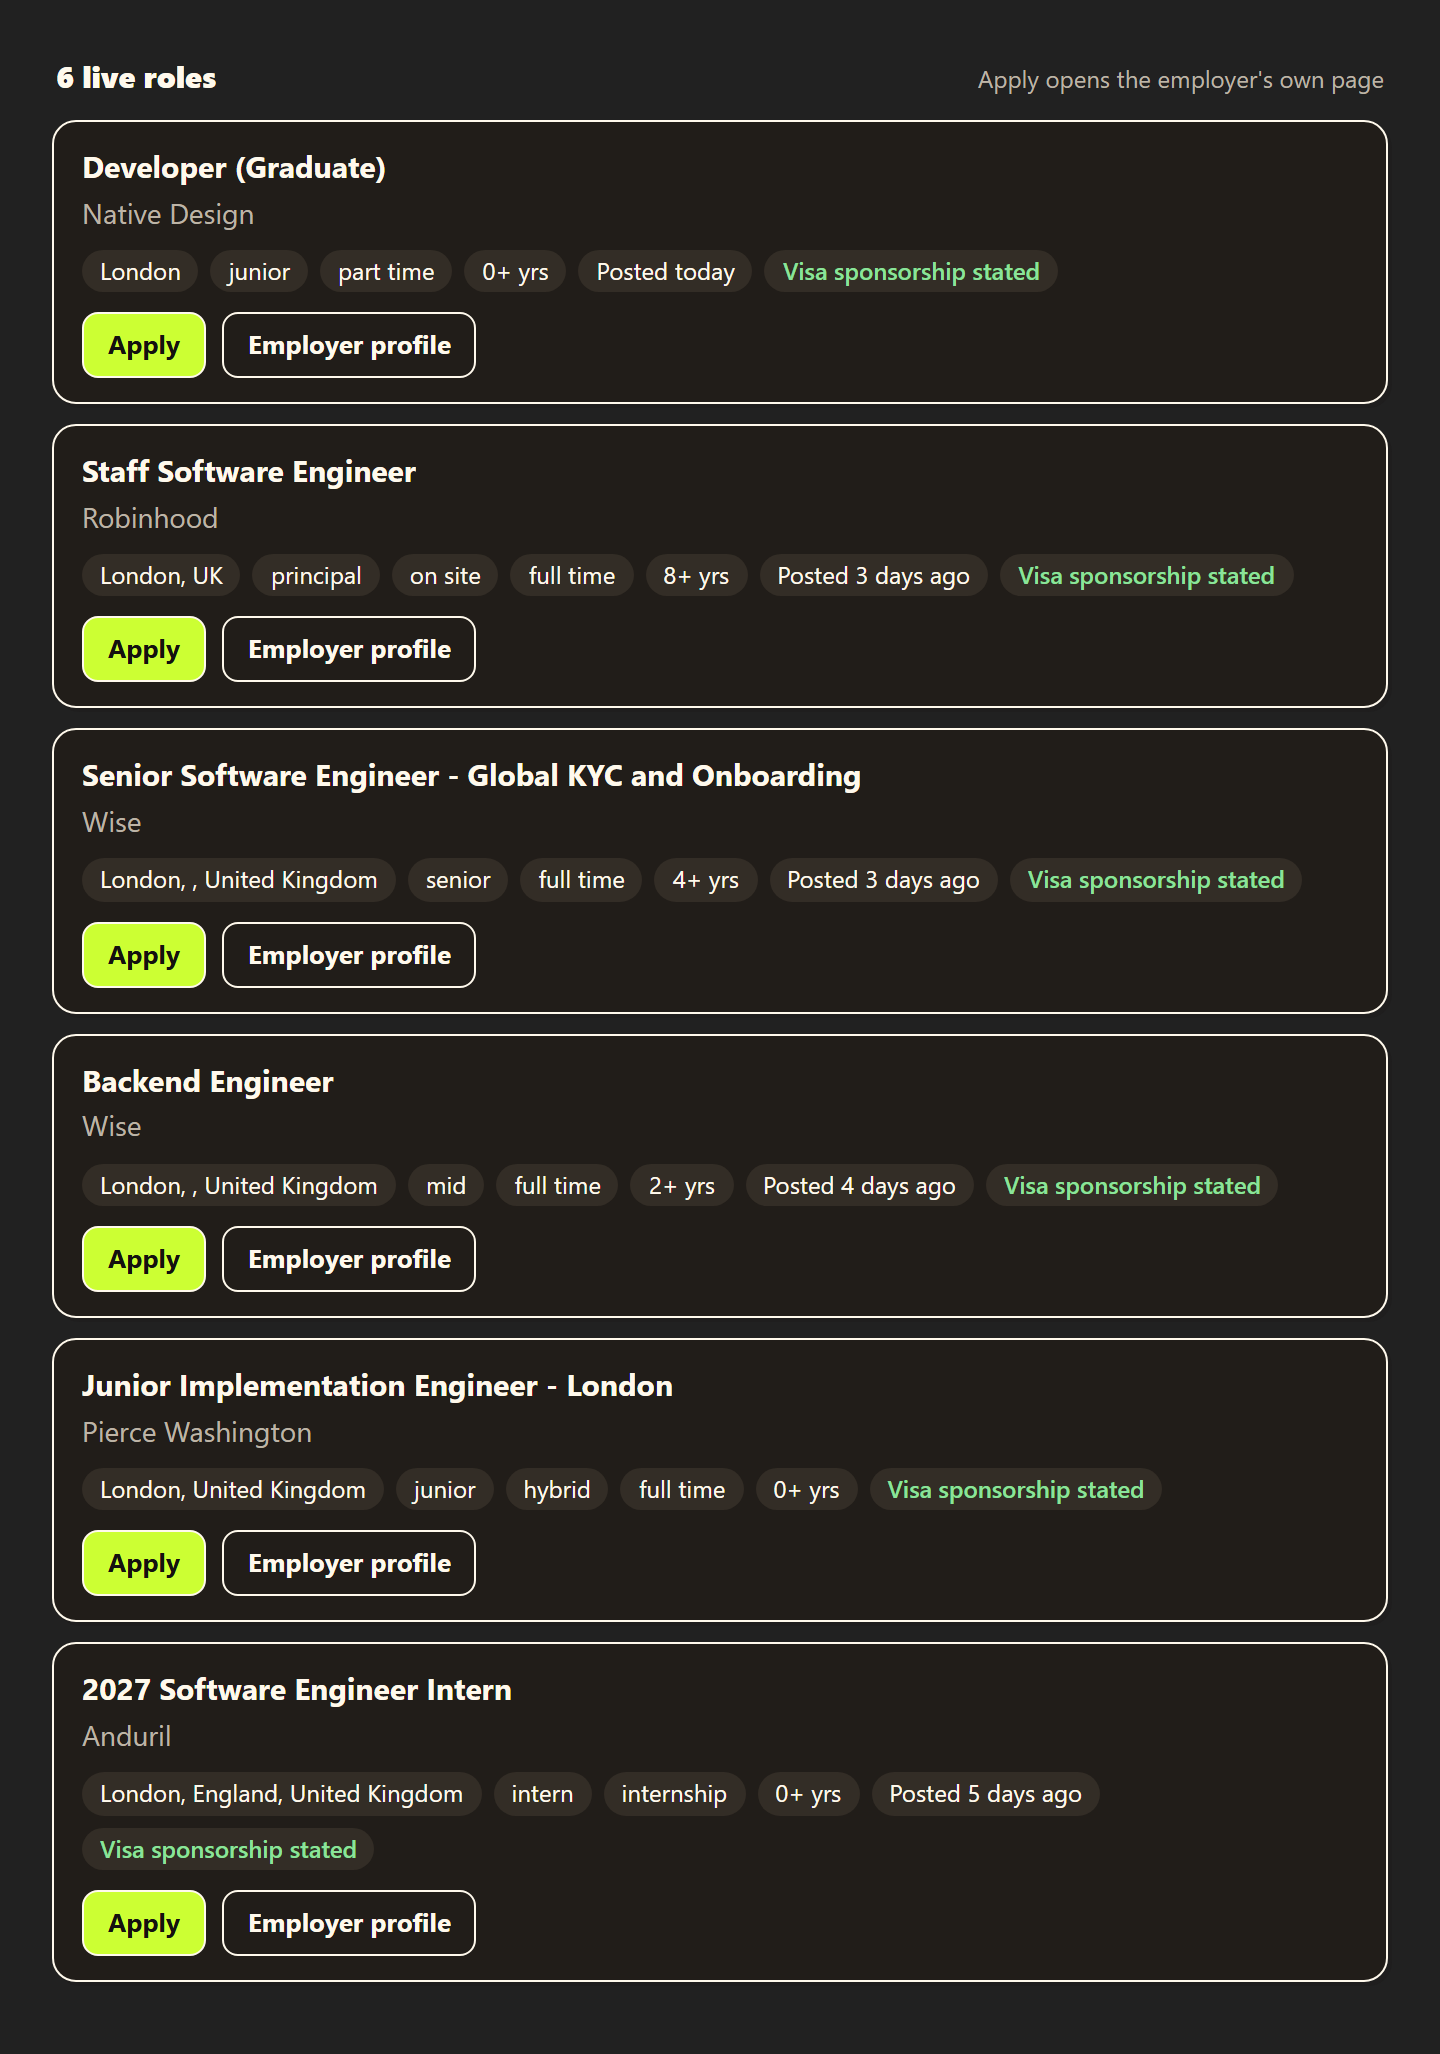 6 live roles
Apply opens the employer's own page
Developer (Graduate)
Native Design
London junior part time 0+ yrs Posted today Visa sponsorship stated
Apply Employer profile
Staff Software Engineer
Robinhood
London, UK principal on site full time 8+ yrs Posted 3 days ago Visa sponsorship stated
Apply Employer profile
Senior Software Engineer - Global KYC and Onboarding
Wise
London, , United Kingdom senior full time 4+ yrs Posted 3 days ago Visa sponsorship stated
Apply Employer profile
Backend Engineer
Wise
London, , United Kingdom mid full time 2+ yrs Posted 4 days ago Visa sponsorship stated
Apply Employer profile
Junior Implementation Engineer - London
Pierce Washington
London, United Kingdom junior hybrid full time 0+ yrs Visa sponsorship stated
Apply Employer profile
2027 Software Engineer Intern
Anduril
London, England, United Kingdom intern internship 0+ yrs Posted 5 days ago
Visa sponsorship stated
Apply Employer profile